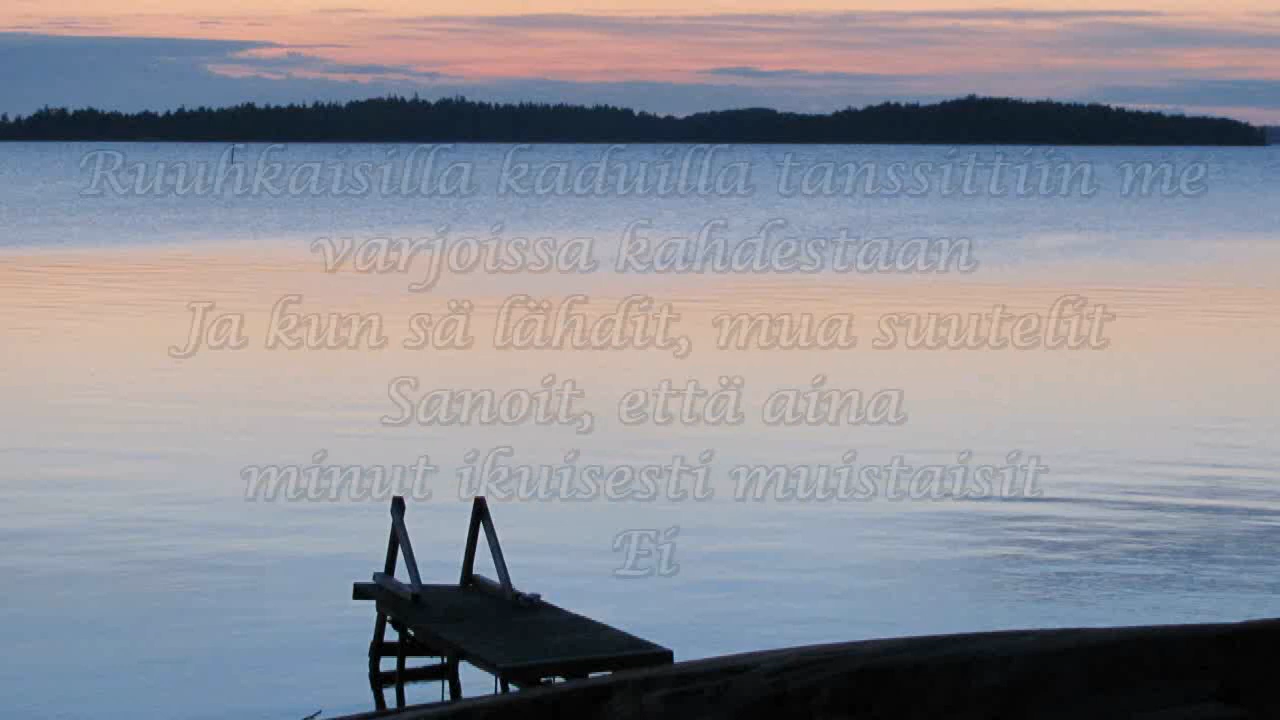 Ruuhkaisilla kaduilla tanssittiin me
varjoissa kahdestaan
Ja kun sä lähdit, mua suutelit
Sanoit, että aina
minut ikuisesti muistaisit
Ei